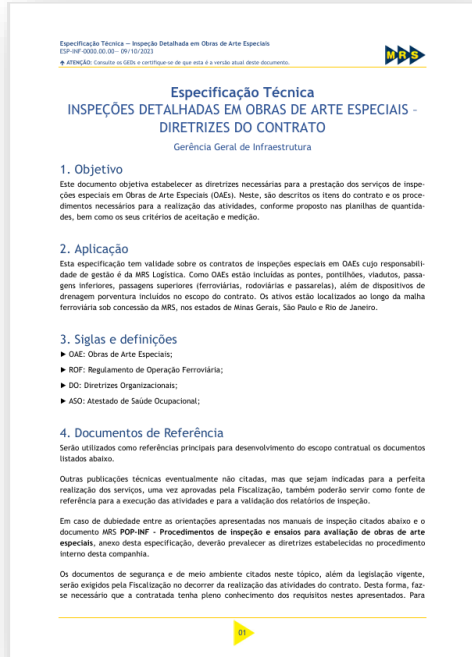 Especificação Técnica — Inspeção Detalhada em Obras de Arte Especiais
ESP-INF-0000.00.00— 09/10/2023
ATENÇÃO: Consulte os GEDs e certifique-se de que esta é a versão atual deste documento.
MRS
Especificação Técnica
INSPEÇÕES DETALHADAS EM OBRAS DE ARTE ESPECIAIS –
DIRETRIZES DO CONTRATO
Gerência Geral de Infraestrutura
1. Objetivo
Este documento objetiva estabelecer as diretrizes necessárias para a prestação dos serviços de inspe-
ções especiais em Obras de Arte Especiais (OAEs). Neste, são descritos os itens do contrato e os proce-
dimentos necessários para a realização das atividades, conforme proposto nas planilhas de quantida-
des, bem como os seus critérios de aceitação e medição.
2. Aplicação
Esta especificação tem validade sobre os contratos de inspeções especiais em OAEs cujo responsabili-
dade de gestão é da MRS Logística. Como OAEs estão incluídas as pontes, pontilhões, viadutos, passa-
gens inferiores, passagens superiores (ferroviárias, rodoviárias e passarelas), além de dispositivos de
drenagem porventura incluídos no escopo do contrato. Os ativos estão localizados ao longo da malha
ferroviária sob concessão da MRS, nos estados de Minas Gerais, São Paulo e Rio de Janeiro.
3. Siglas e definições
► OAE: Obras de Arte Especiais;
► ROF: Regulamento de Operação Ferroviária;
► DO: Diretrizes Organizacionais;
► ASO: Atestado de Saúde Ocupacional;
4. Documentos de Referência
Serão utilizados como referências principais para desenvolvimento do escopo contratual os documentos
listados abaixo.
Outras publicações técnicas eventualmente não citadas, mas que sejam indicadas para a perfeita
realização dos serviços, uma vez aprovadas pela Fiscalização, também poderão servir como fonte de
referência para a execução das atividades e para a validação dos relatórios de inspeção.
Em caso de dubiedade entre as orientações apresentadas nos manuais de inspeção citados abaixo e o
documento MRS POP-INF – Procedimentos de inspeção e ensaios para avaliação de obras de arte
especiais, anexo desta especificação, deverão prevalecer as diretrizes estabelecidas no procedimento
interno desta companhia.
Os documentos de segurança e de meio ambiente citados neste tópico, além da legislação vigente,
serão exigidos pela Fiscalização no decorrer da realização das atividades do contrato. Desta forma, faz-
se necessário que a contratada tenha pleno conhecimento dos requisitos nestes apresentados. Para
01